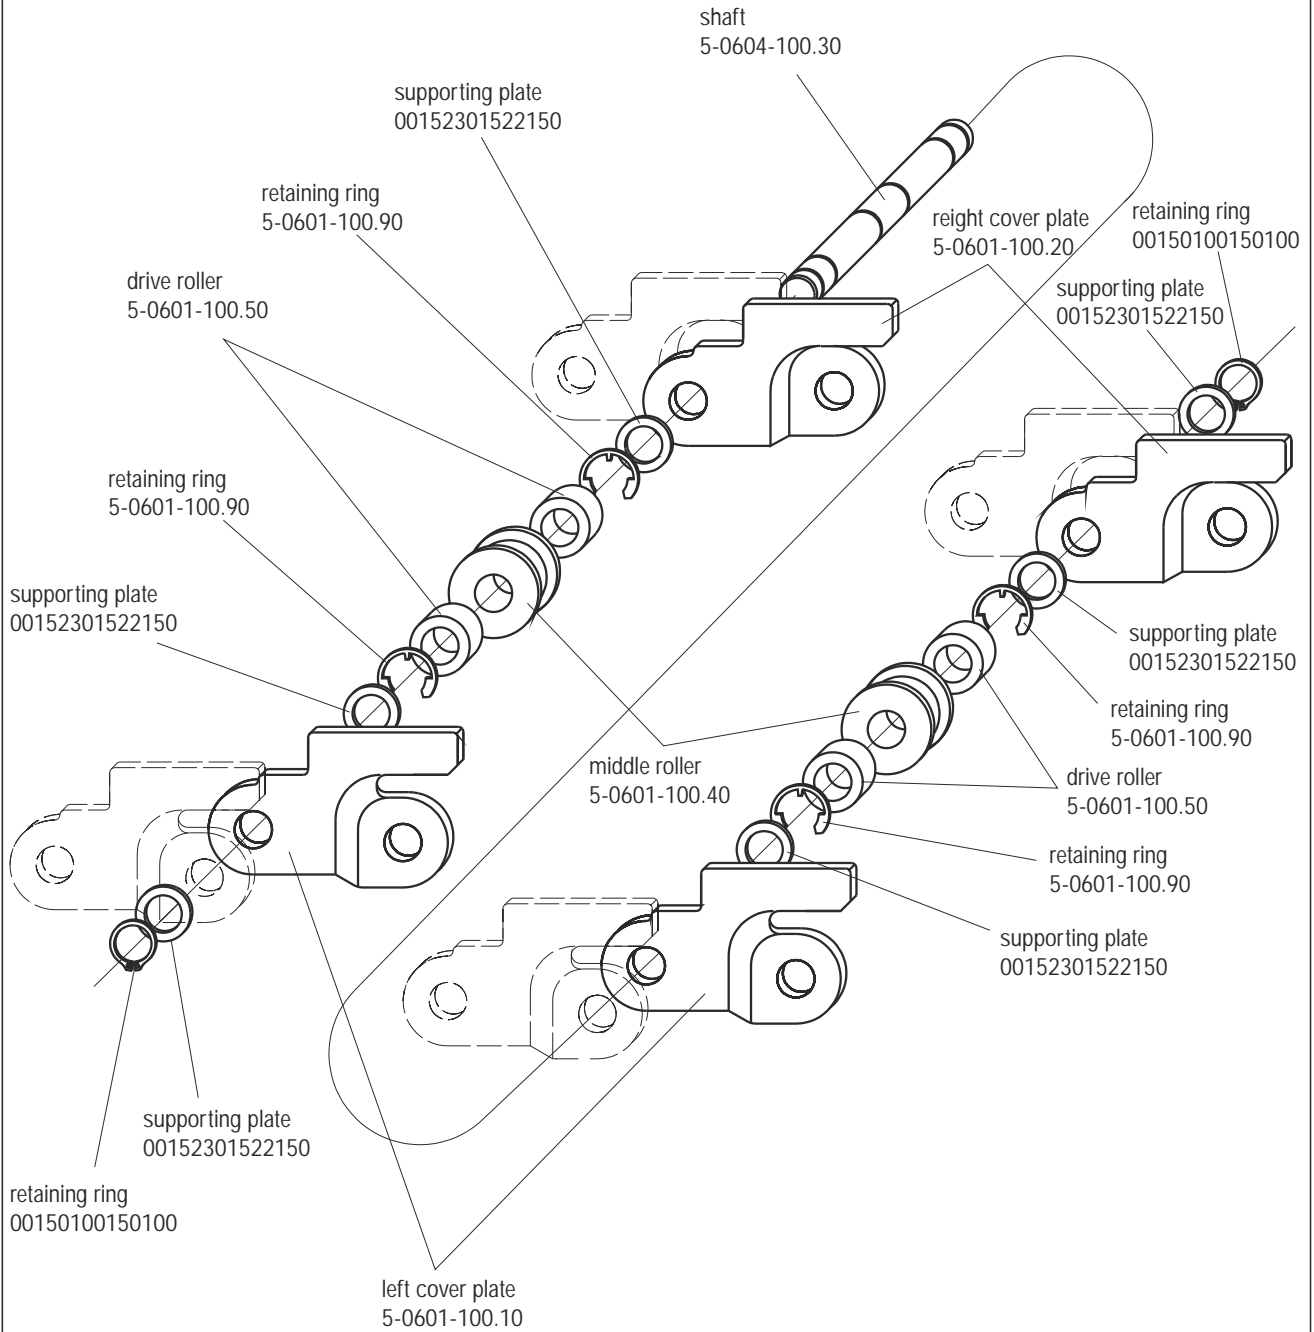 shaft
5-0604-100.30
supporting plate
00152301522150
retaining ring
5-0601-100.90
reight cover plate
5-0601-100.20
retaining ring
00150100150100
drive roller
5-0601-100.50
supporting plate
00152301522150
retaining ring
5-0601-100.90
supporting plate
00152301522150
supporting plate
00152301522150
retaining ring
5-0601-100.90
middle roller
5-0601-100.40
drive roller
5-0601-100.50
retaining ring
5-0601-100.90
supporting plate
00152301522150
supporting plate
00152301522150
retaining ring
00150100150100
left cover plate
5-0601-100.10